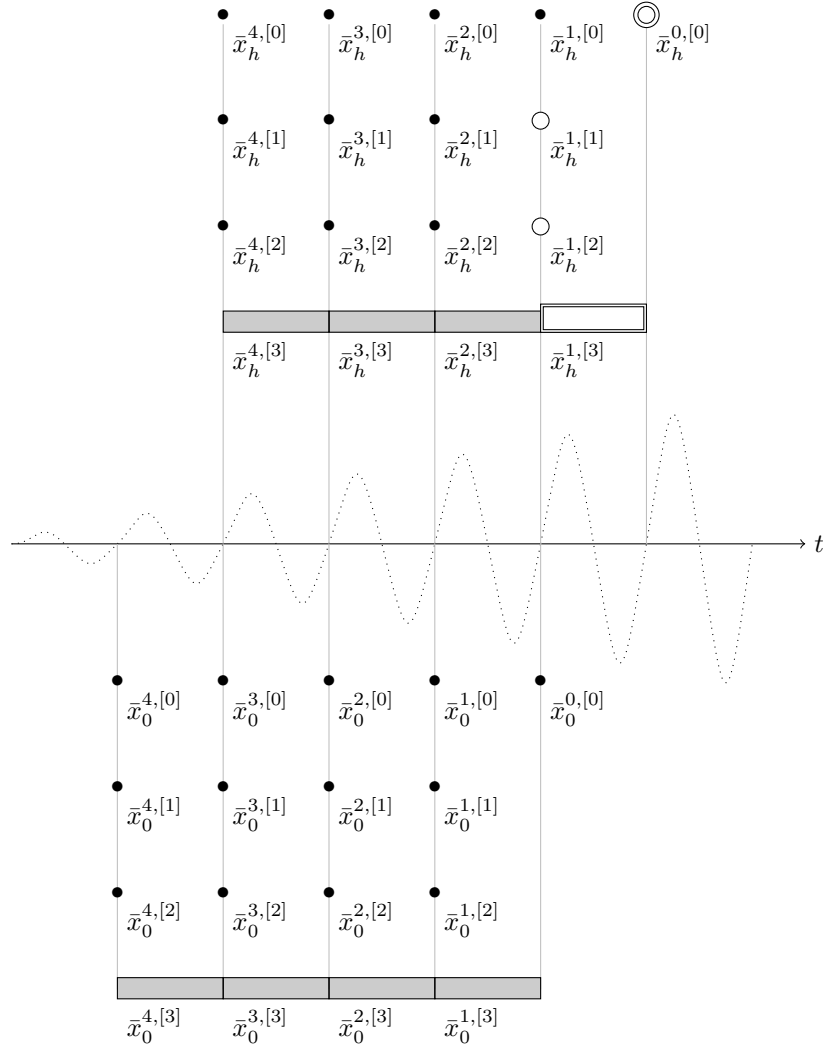 x̄_h^{4,[0]} x̄_h^{3,[0]} x̄_h^{2,[0]} x̄_h^{1,[0]} x̄_h^{0,[0]}
x̄_h^{4,[1]} x̄_h^{3,[1]} x̄_h^{2,[1]} x̄_h^{1,[1]}
x̄_h^{4,[2]} x̄_h^{3,[2]} x̄_h^{2,[2]} x̄_h^{1,[2]}
x̄_h^{4,[3]} x̄_h^{3,[3]} x̄_h^{2,[3]} x̄_h^{1,[3]}
t
x̄_0^{4,[0]} x̄_0^{3,[0]} x̄_0^{2,[0]} x̄_0^{1,[0]} x̄_0^{0,[0]}
x̄_0^{4,[1]} x̄_0^{3,[1]} x̄_0^{2,[1]} x̄_0^{1,[1]}
x̄_0^{4,[2]} x̄_0^{3,[2]} x̄_0^{2,[2]} x̄_0^{1,[2]}
x̄_0^{4,[3]} x̄_0^{3,[3]} x̄_0^{2,[3]} x̄_0^{1,[3]}